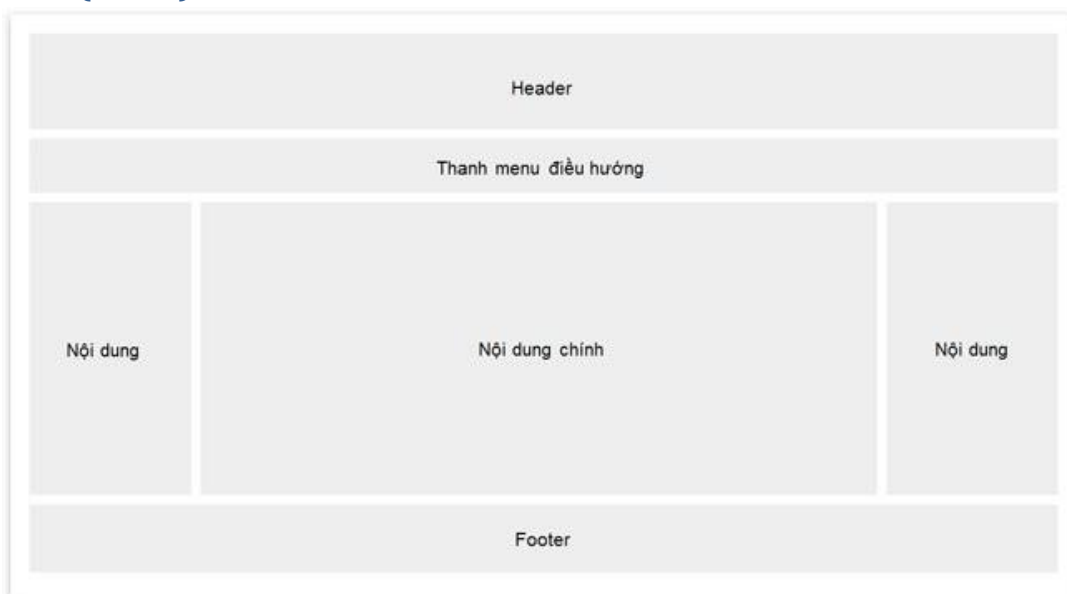 Header
Thanh menu điều hướng
Nội dung
Nội dung chính
Nội dung
Footer